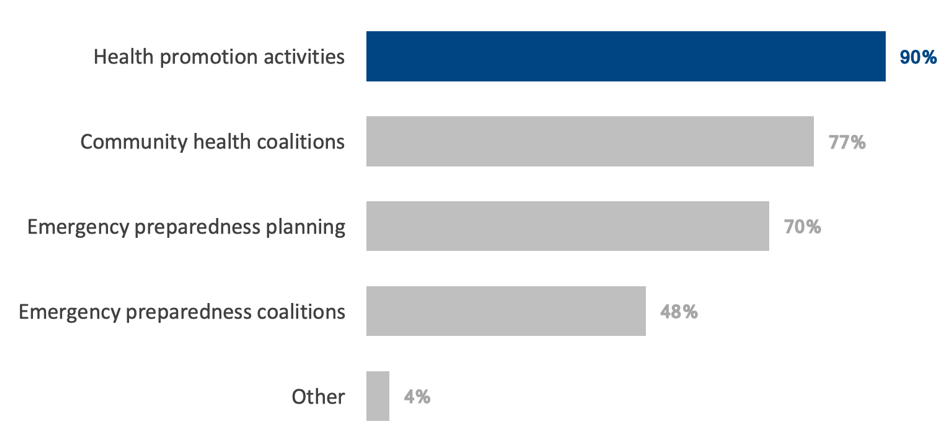 Health promotion activities 90%
Community health coalitions 77%
Emergency preparedness planning 70%
Emergency preparedness coalitions 48%
Other 4%